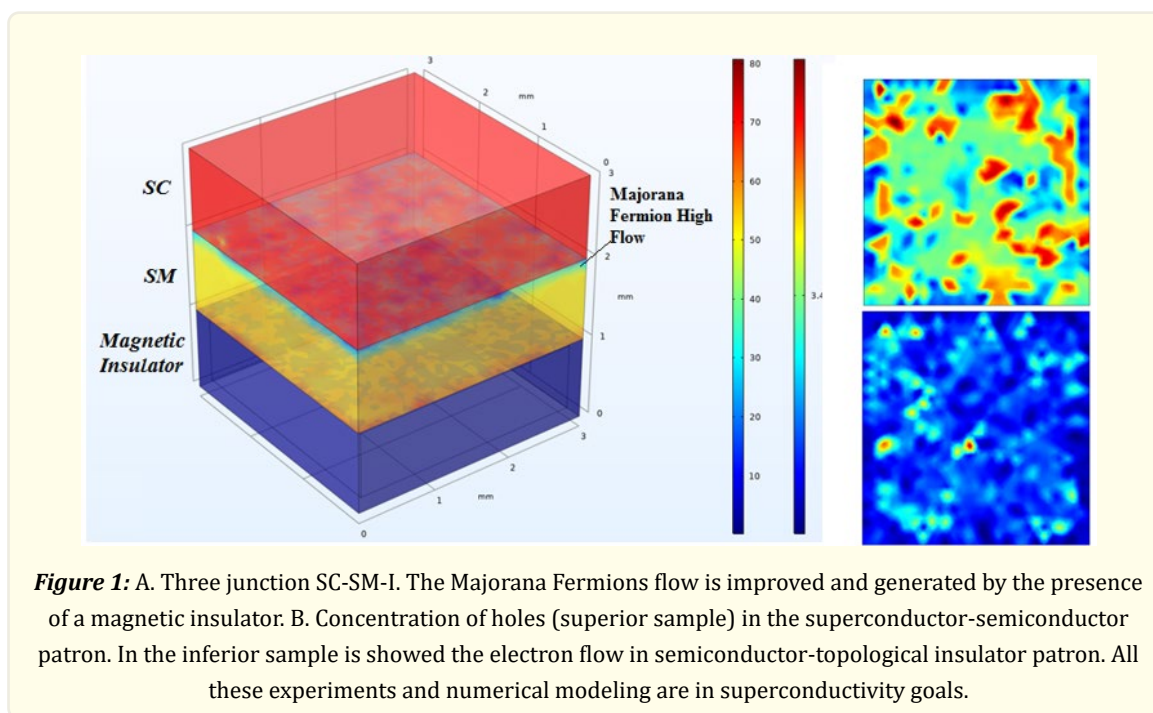 3
2
mm
1
0
3
SC
SM
Magnetic
Insulator
Majorana
Fermion High
Flow
2
mm
1
0
3
2
mm
1
0
80
70
60
50
40
30
20
10
3.4
Figure 1: A. Three junction SC-SM-I. The Majorana Fermions flow is improved and generated by the presence
of a magnetic insulator. B. Concentration of holes (superior sample) in the superconductor-semiconductor
patron. In the inferior sample is showed the electron flow in semiconductor-topological insulator patron. All
these experiments and numerical modeling are in superconductivity goals.